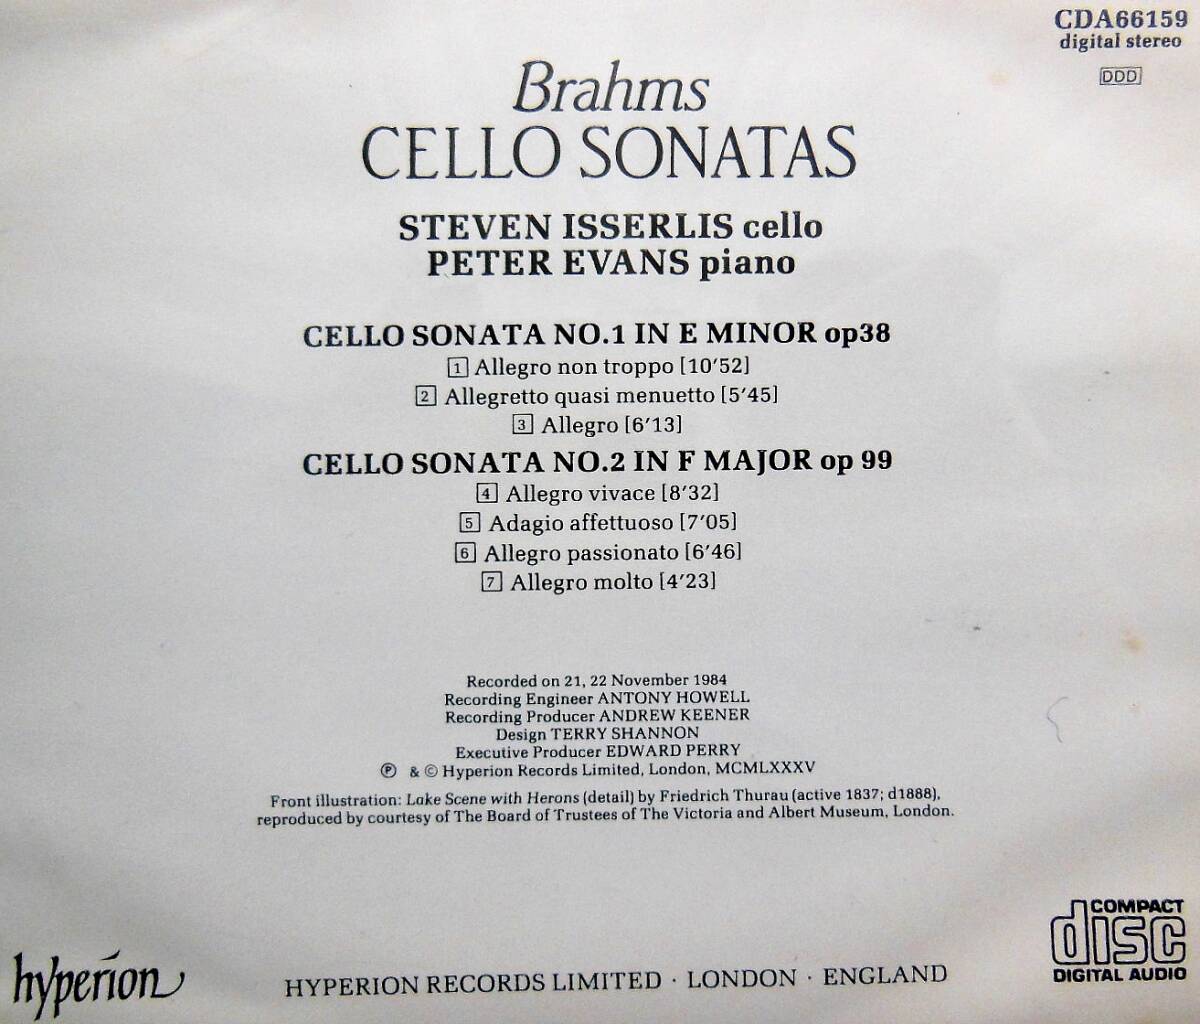 CDA66159
digital stereo
DDD
Brahms
CELLO SONATAS
STEVEN ISSERLIS cello
PETER EVANS piano
CELLO SONATA NO.1 IN E MINOR op38
1 Allegro non troppo [10'52]
2 Allegretto quasi menuetto [5'45]
3 Allegro [6'13]
CELLO SONATA NO.2 IN F MAJOR op 99
4 Allegro vivace [8'32]
5 Adagio affettuoso [7'05]
6 Allegro passionato [6'46]
7 Allegro molto [4'23]
Recorded on 21, 22 November 1984
Recording Engineer ANTONY HOWELL
Recording Producer ANDREW KEENER
Design TERRY SHANNON
Executive Producer EDWARD PERRY
℗ & © Hyperion Records Limited, London, MCMLXXXV
Front illustration: Lake Scene with Herons (detail) by Friedrich Thurau (active 1837; d1888),
reproduced by courtesy of The Board of Trustees of The Victoria and Albert Museum, London.
COMPACT
disc
DIGITAL AUDIO
hyperion
HYPERION RECORDS LIMITED · LONDON · ENGLAND